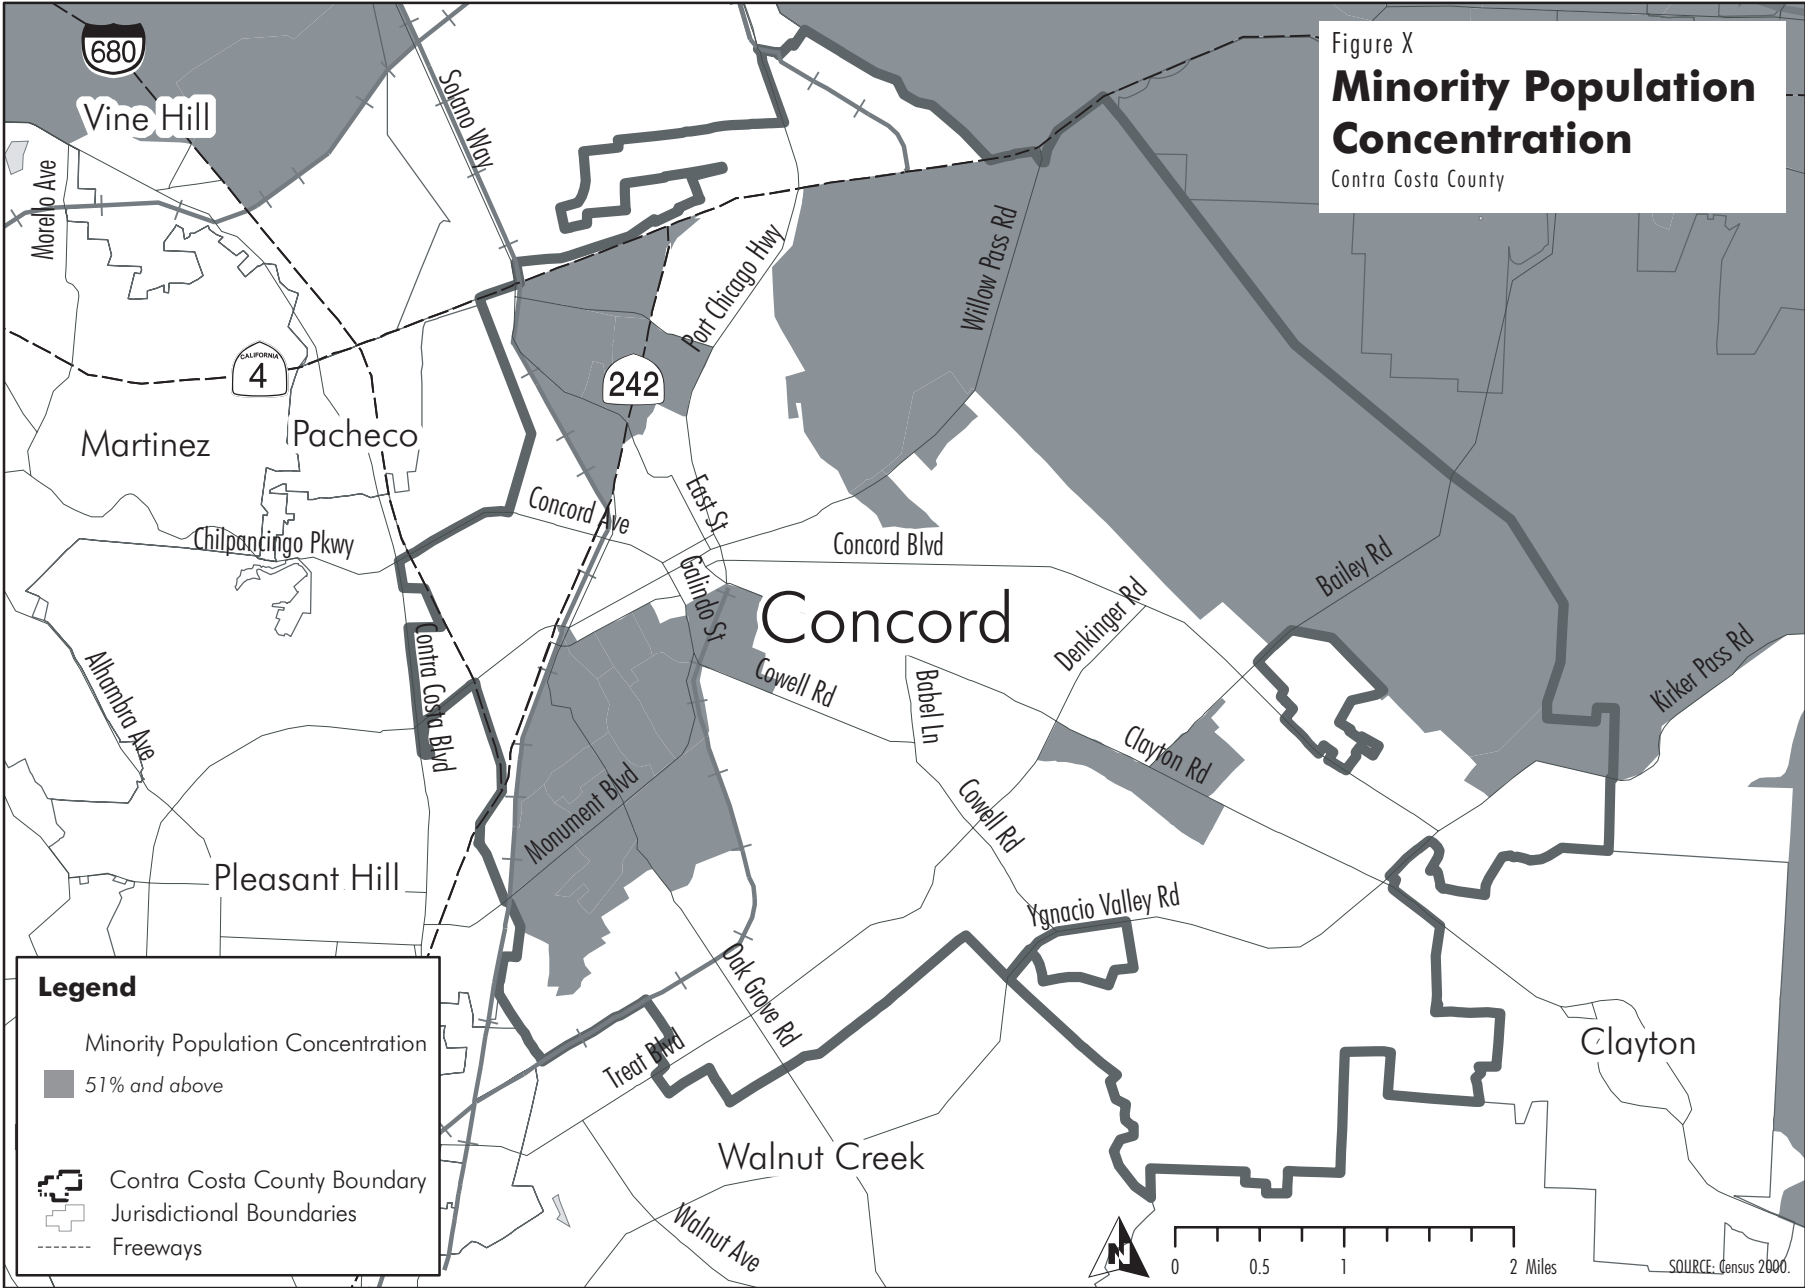 Figure X
Minority Population
Concentration
Contra Costa County
680
Vine Hill
Solano Way
Morello Ave
Port Chicago Hwy
Willow Pass Rd
CALIFORNIA
4
242
Martinez
Pacheco
Concord Ave
East St
Chilpancingo Pkwy
Concord Blvd
Galindo St
Bailey Rd
Concord
Denkinger Rd
Contra Costa Blvd
Alhambra Ave
Cowell Rd
Babel Ln
Kirker Pass Rd
Clayton Rd
Monument Blvd
Cowell Rd
Pleasant Hill
Ygnacio Valley Rd
Oak Grove Rd
Treat Blvd
Clayton
Walnut Creek
Walnut Ave
Legend
Minority Population Concentration
51% and above
Contra Costa County Boundary
Jurisdictional Boundaries
Freeways
N
0 0.5 1 2 Miles
SOURCE: Census 2000.